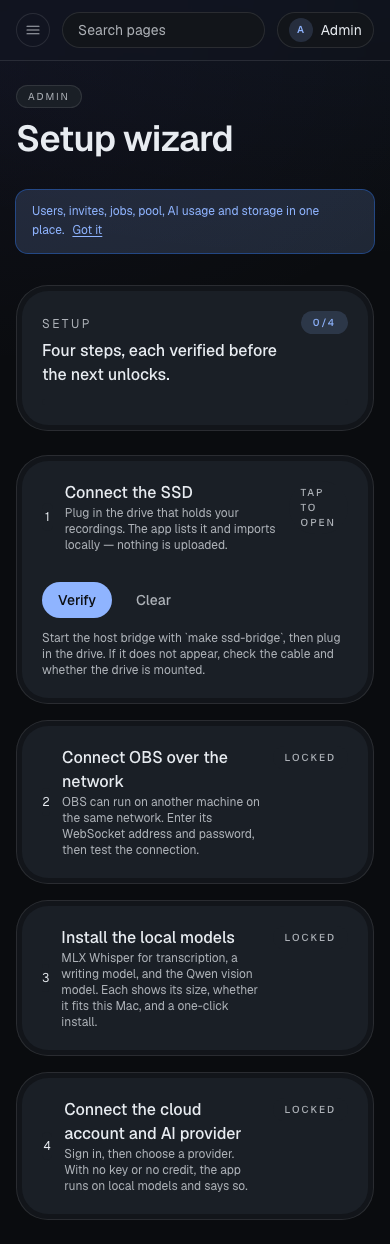 Search pages
A
Admin
ADMIN
Setup wizard
Users, invites, jobs, pool, AI usage and storage in one
place. Got it
SETUP
0/4
Four steps, each verified before
the next unlocks.
1
Connect the SSD
Plug in the drive that holds your
recordings. The app lists it and imports
locally — nothing is uploaded.
TAP
TO
OPEN
Verify
Clear
Start the host bridge with `make ssd-bridge`, then plug
in the drive. If it does not appear, check the cable and
whether the drive is mounted.
2
Connect OBS over the
network
OBS can run on another machine on
the same network. Enter its
WebSocket address and password,
then test the connection.
LOCKED
3
Install the local models
MLX Whisper for transcription, a
writing model, and the Qwen vision
model. Each shows its size, whether
it fits this Mac, and a one-click
install.
LOCKED
4
Connect the cloud
account and AI provider
Sign in, then choose a provider.
With no key or no credit, the app
runs on local models and says so.
LOCKED